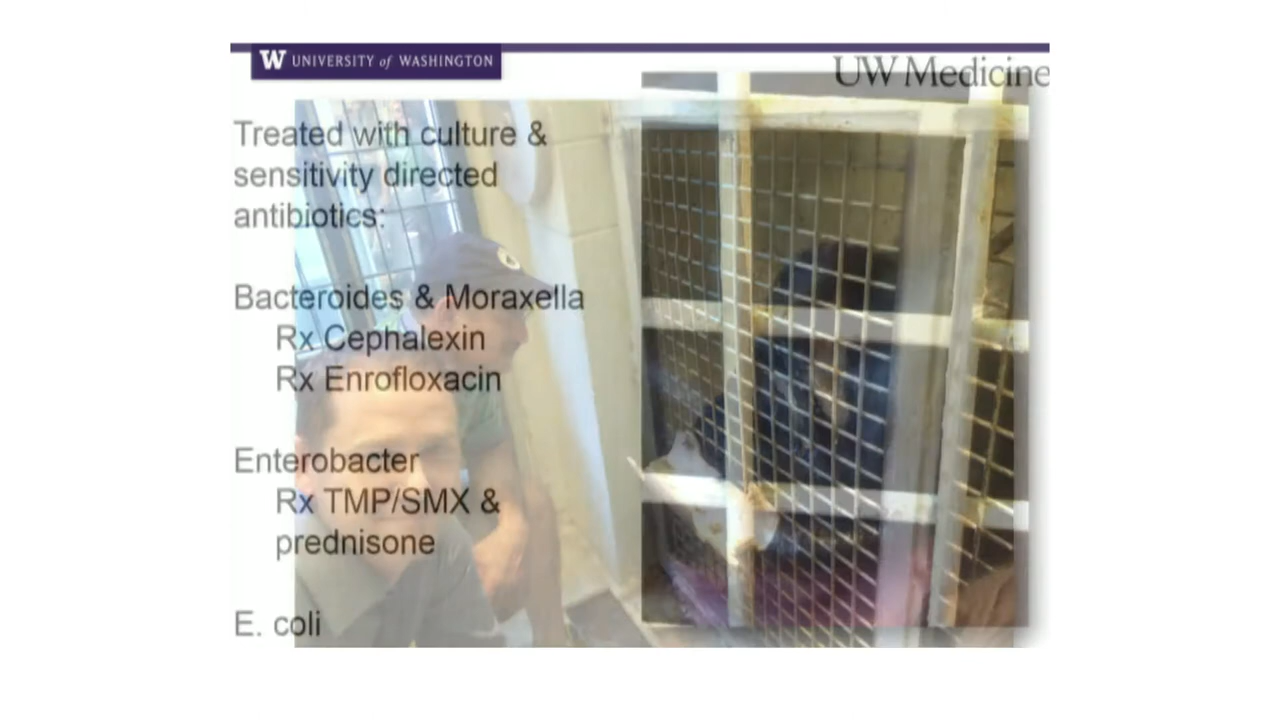 W UNIVERSITY of WASHINGTON
UW Medicine
Treated with culture &
sensitivity directed
antibiotics:
Bacteroides & Moraxella
Rx Cephalexin
Rx Enrofloxacin
Enterobacter
Rx TMP/SMX &
prednisone
E. coli